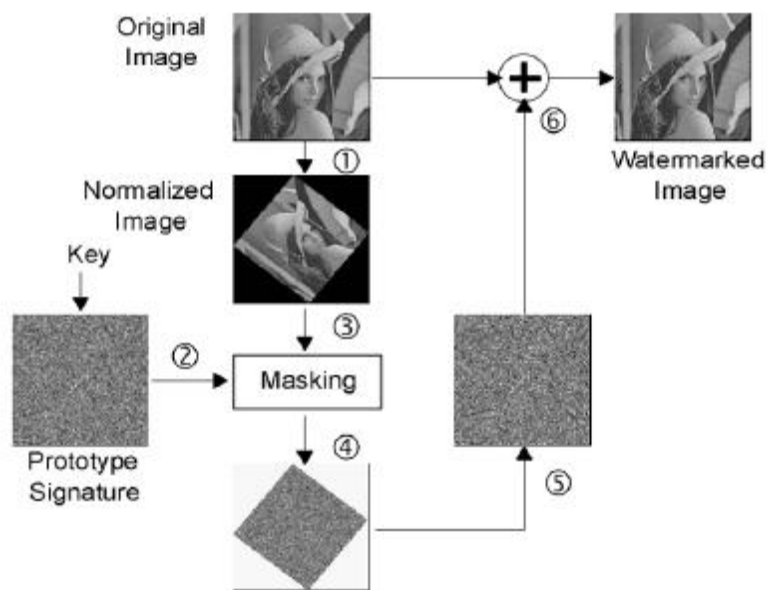 Original
Image
①
⑥
Watermarked
Image
Normalized
Image
Key
③
②
Masking
④
Prototype
Signature
⑤